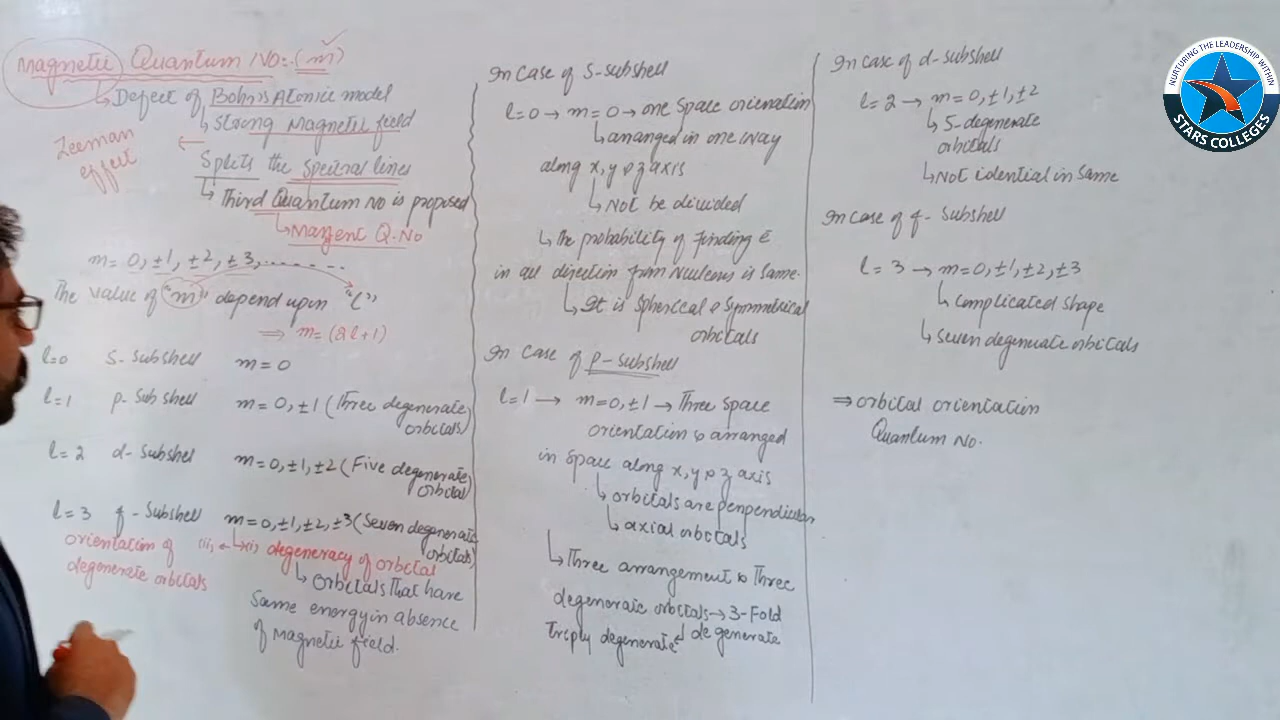 Magnetic Quantum No:- (m)
↳ Defect of Bohr's Atomic model
↳ Strong Magnetic field
Zeeman effect ←
Splits the Spectral lines
↳ Third Quantum No is proposed
↳ Magent Q.No
m = 0, ±1, ±2, ±3, ........
The value of "m" depend upon "l"
⇒ m = (2l+1)
l=0 S-Subshell m = 0
l=1 p-Subshell m = 0, ±1 (Three degenerate
orbitals)
l=2 d-Subshel m = 0, ±1, ±2 (Five degenerate
orbital)
l=3 f-Subshell m = 0, ±1, ±2, ±3 (Seven degenerate
orbitals)
orientation of (ii) ← ↳ (i) degeneracy of orbital
degenerate orbitals
↳ Orbitals That have
Same energy in absence
of Magnetic field.
In Case of S-subshell
l=0 → m=0 → one Space orienation
↳ arranged in one way
along x, y & z axis
↳ Not be divided
↳ the probability of Finding e̅
in all direction from Nucleus is same.
↳ It is Spherical & Symmetrical
orbitals
In Case of p-subshell
l=1 → m=0, ±1 → Three Space
orientation & arranged
in Space along x, y & z axis
↳ orbitals are perpendicular
↳ axial orbitals
↳ Three arrangement & Three
degenerate orbitals → 3-Fold
Triply degenerate ↲ degenerate
In case of d-subshell
l=2 → m=0, ±1, ±2
↳ 5-degenerate
orbitals
↳ Not idential in Same
In case of f-Subshell
l=3 → m=0, ±1, ±2, ±3
↳ Complicated shape
↳ Seven degenerate orbitals
⇒ orbital orientation
Quantum No.
NURTURING THE LEADERSHIP WITHIN
STARS COLLEGES